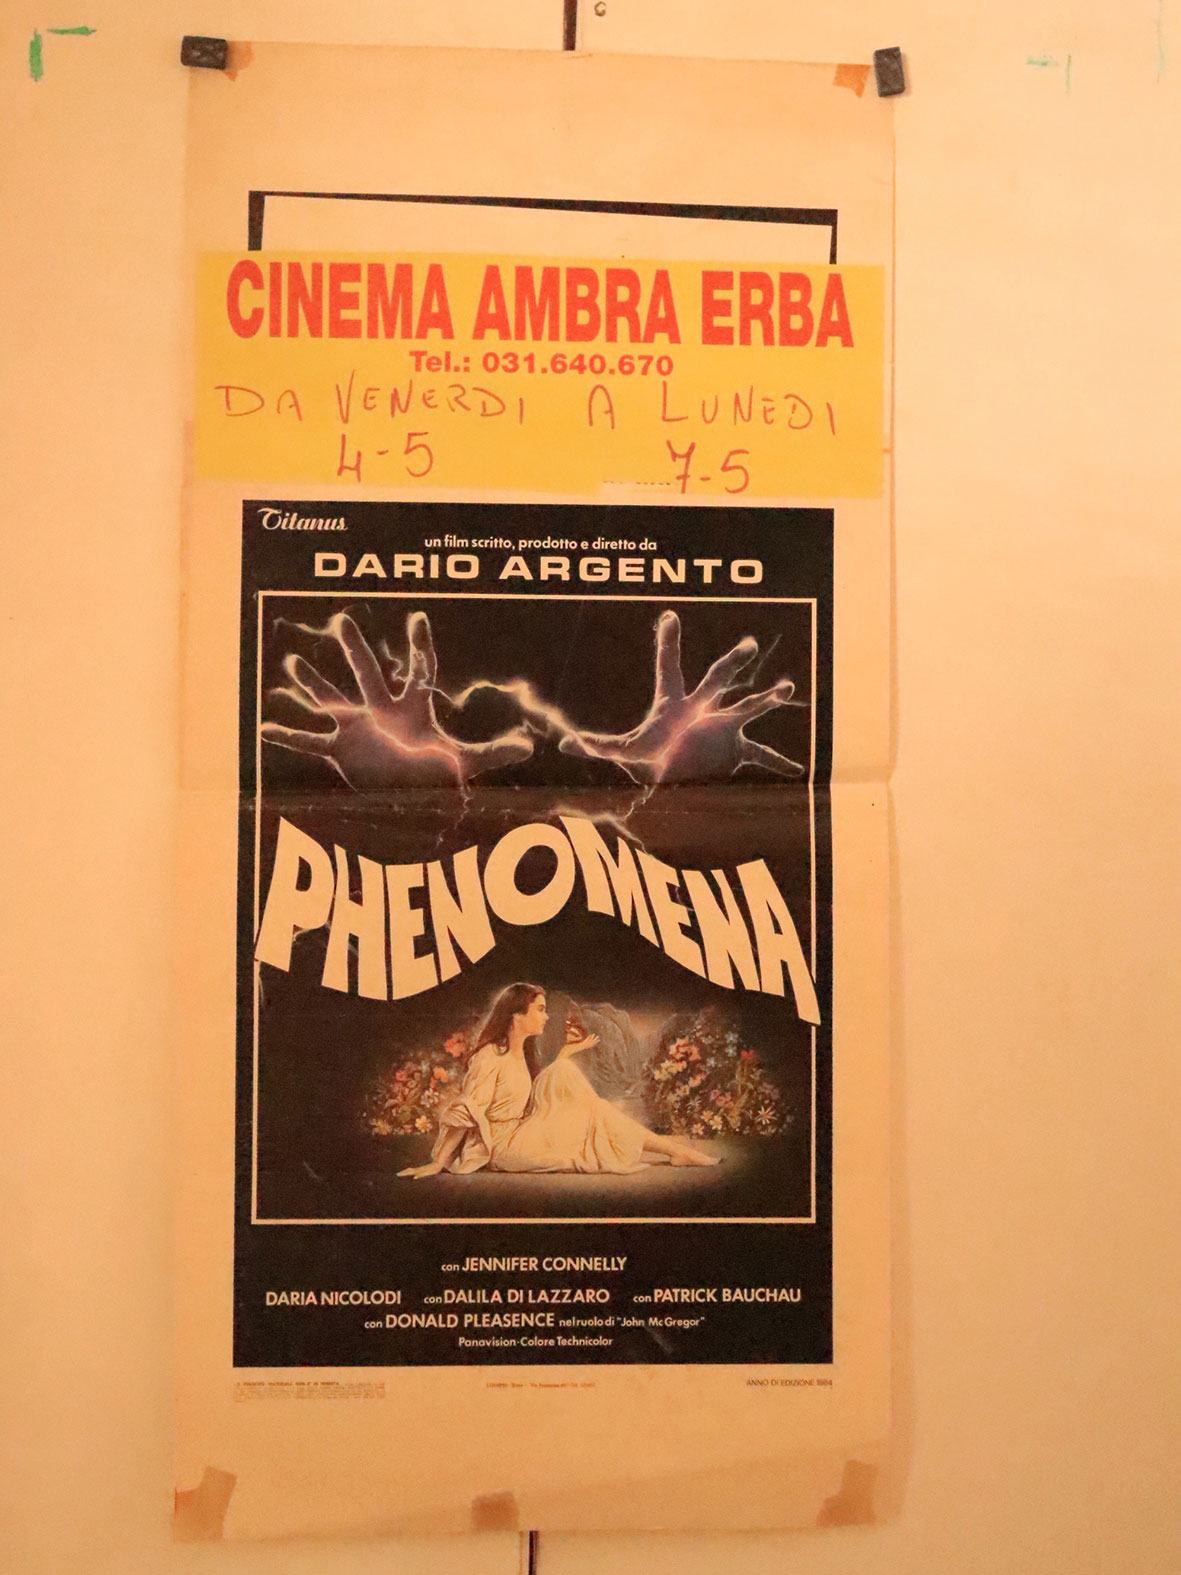 CINEMA AMBRA ERBA
Tel.: 031.640.670
DA VENERDI A LUNEDI
4-5 7-5
Titanus
un film scritto, prodotto e diretto da
DARIO ARGENTO
PHENOMENA
con JENNIFER CONNELLY
DARIA NICOLODI con DALILA DI LAZZARO con PATRICK BAUCHAU
con DONALD PLEASENCE nel ruolo di "John Mc Gregor"
Panavision-Colore Technicolor
ANNO DI EDIZIONE 1984